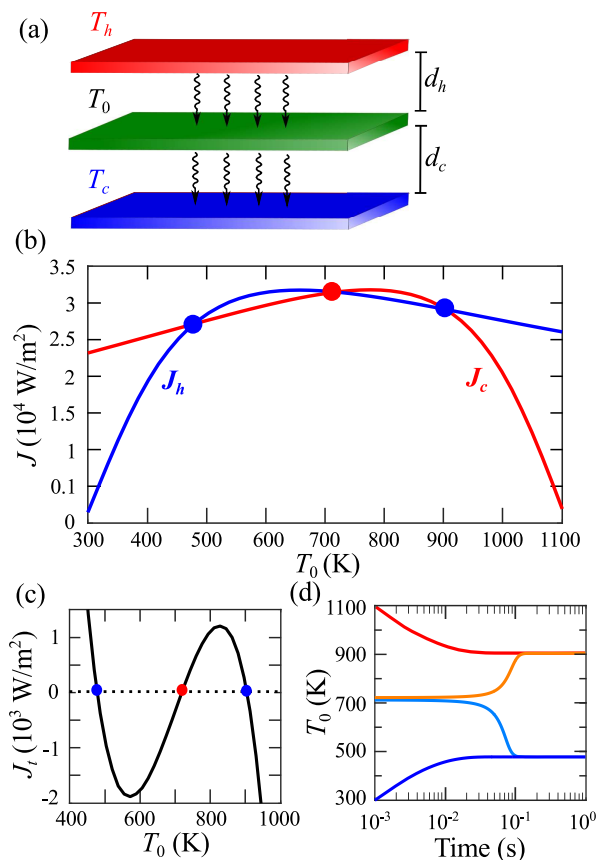 (a)
T_h
d_h
T_0
d_c
T_c
(b)
3.5
3
2.5
2
1
0.1
0
J (10^4 W/m^2)
J_h
J_c
300 400 500 600 700 800 900 1000 1100
T_0 (K)
(c)
1
0
-1
-2
J_t (10^3 W/m^2)
400 600 800 1000
T_0 (K)
(d)
1100
900
700
500
300
T_0 (K)
10^-3 10^-2 10^-1 10^0
Time (s)